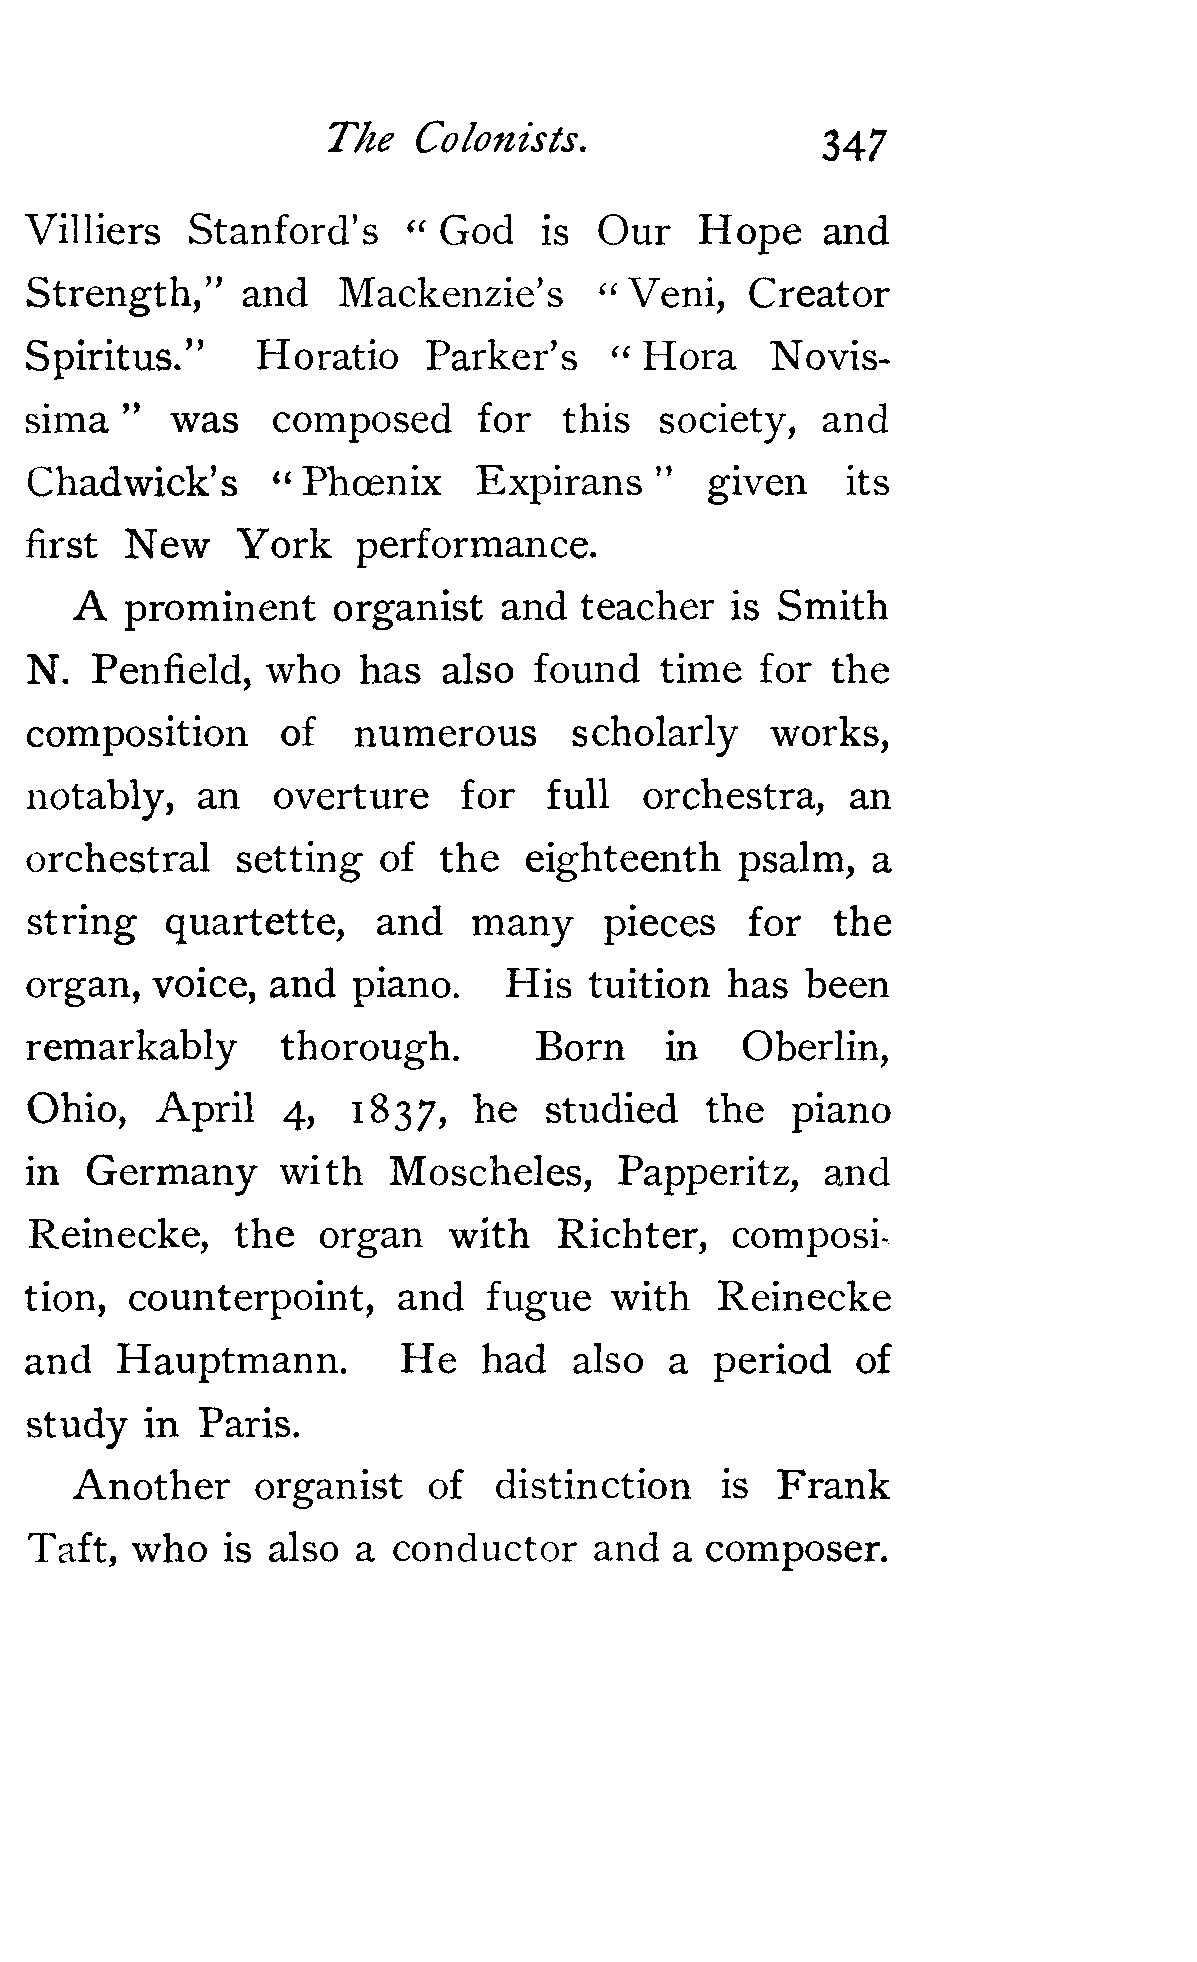 The Colonists. 347
Villiers Stanford's " God is Our Hope and
Strength," and Mackenzie's " Veni, Creator
Spiritus." Horatio Parker's " Hora Novis-
sima " was composed for this society, and
Chadwick's " Phœnix Expirans " given its
first New York performance.
A prominent organist and teacher is Smith
N. Penfield, who has also found time for the
composition of numerous scholarly works,
notably, an overture for full orchestra, an
orchestral setting of the eighteenth psalm, a
string quartette, and many pieces for the
organ, voice, and piano. His tuition has been
remarkably thorough. Born in Oberlin,
Ohio, April 4, 1837, he studied the piano
in Germany with Moscheles, Papperitz, and
Reinecke, the organ with Richter, composi-
tion, counterpoint, and fugue with Reinecke
and Hauptmann. He had also a period of
study in Paris.
Another organist of distinction is Frank
Taft, who is also a conductor and a composer.